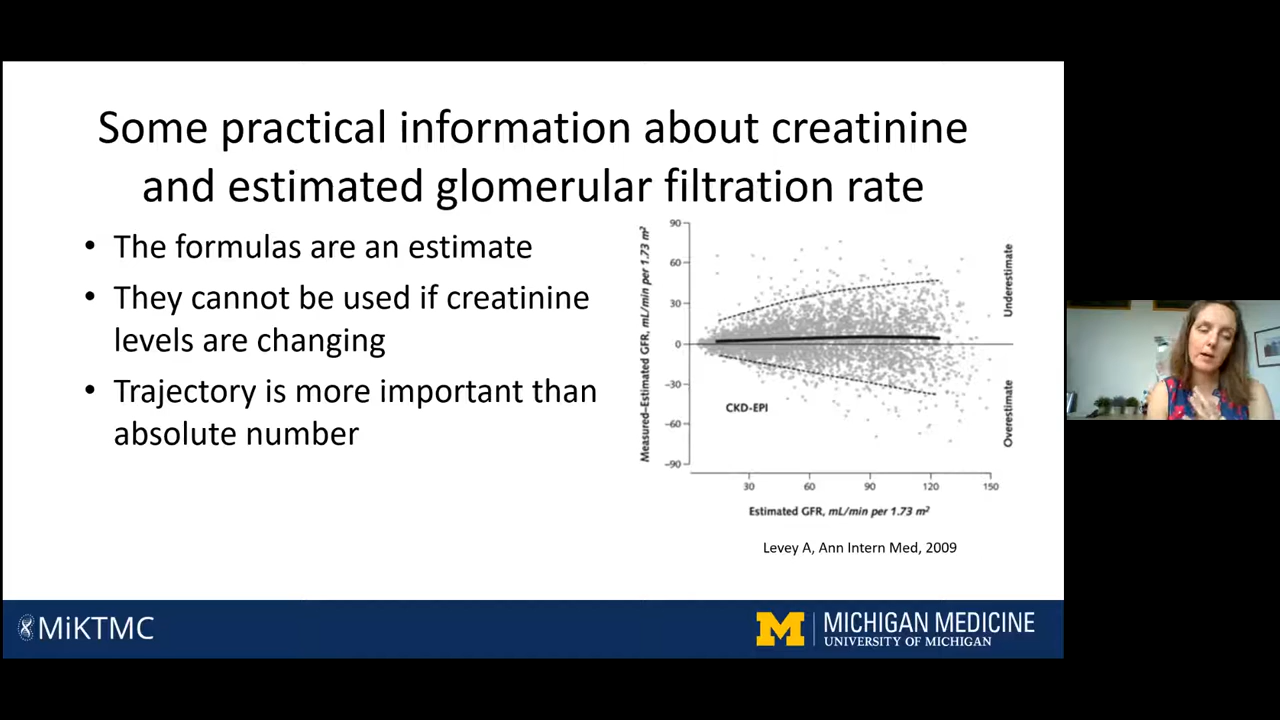 Some practical information about creatinine
and estimated glomerular filtration rate
• The formulas are an estimate
• They cannot be used if creatinine
levels are changing
• Trajectory is more important than
absolute number
Measured–Estimated GFR, mL/min per 1.73 m²
90
60
30
0
–30
–60
–90
CKD-EPI
Underestimate
Overestimate
30 60 90 120 150
Estimated GFR, mL/min per 1.73 m²
Levey A, Ann Intern Med, 2009
MiKTMC
M
MICHIGAN MEDICINE
UNIVERSITY OF MICHIGAN